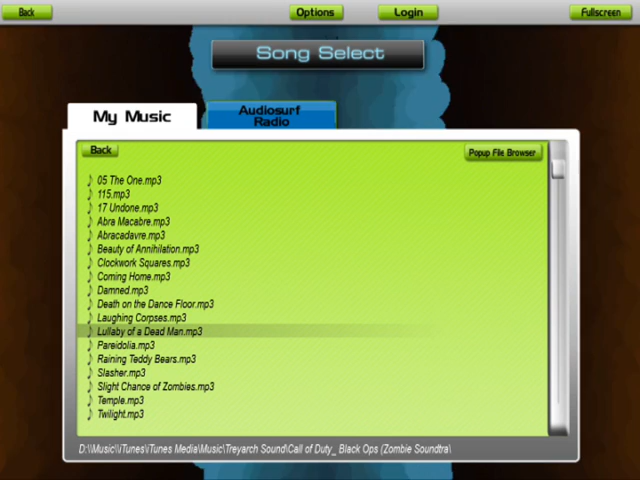 Back
Options
Login
Fullscreen
Song Select
My Music
Audiosurf
Radio
Back
Popup File Browser
05 The One.mp3
115.mp3
17 Undone.mp3
Abra Macabre.mp3
Abracadavre.mp3
Beauty of Annihilation.mp3
Clockwork Squares.mp3
Coming Home.mp3
Damned.mp3
Death on the Dance Floor.mp3
Laughing Corpses.mp3
Lullaby of a Dead Man.mp3
Pareidolia.mp3
Raining Teddy Bears.mp3
Slasher.mp3
Slight Chance of Zombies.mp3
Temple.mp3
Twilight.mp3
D:\\Music\\iTunes\iTunes Media\Music\Treyarch Sound\Call of Duty_ Black Ops (Zombie Soundtra\